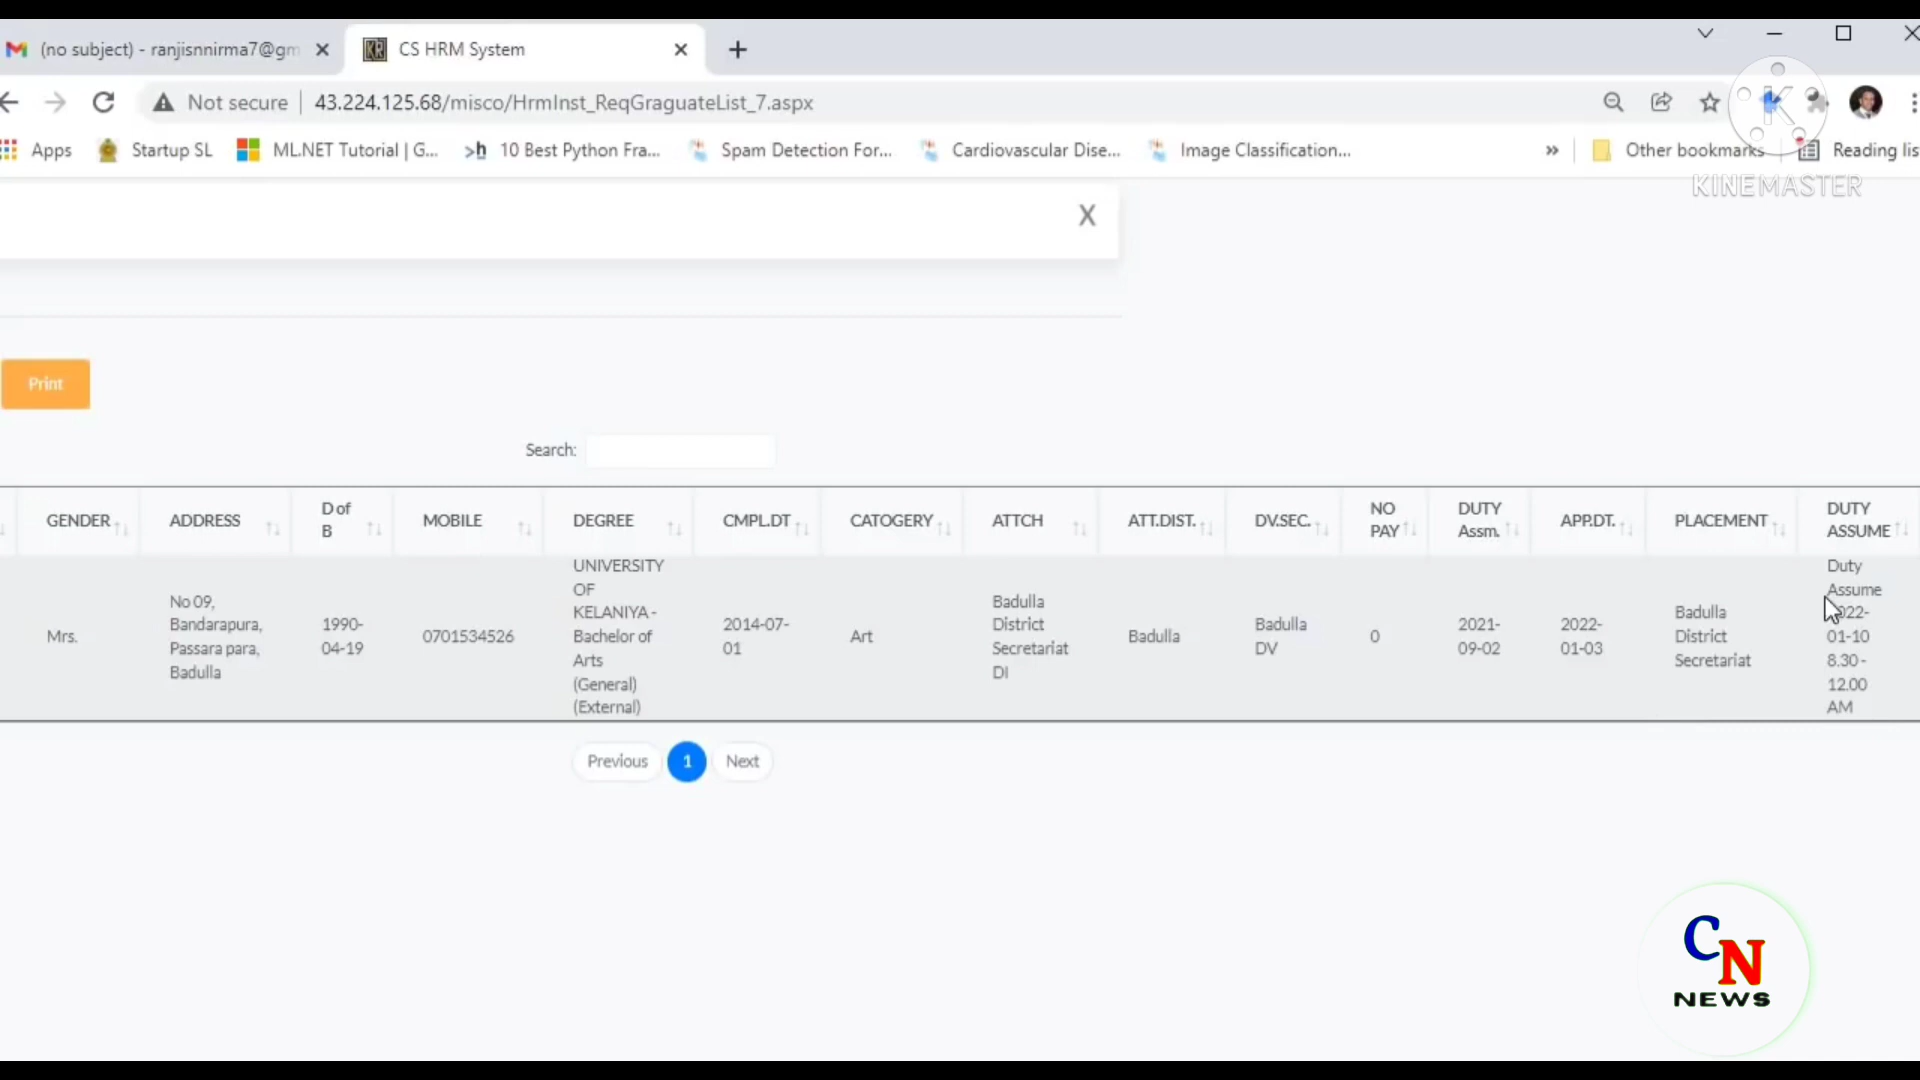 (no subject) - ranjisnnirma7@gm
CS HRM System
Not secure
43.224.125.68/misco/HrmInst_ReqGraguateList_7.aspx
Apps
Startup SL
ML.NET Tutorial | G...
10 Best Python Fra...
Spam Detection For...
Cardiovascular Dise...
Image Classification...
»
Other bookmarks
Reading lis
K
KINEMASTER
X
Print
Search:
GENDER
ADDRESS
D of
B
MOBILE
DEGREE
CMPL.DT
CATOGERY
ATTCH
ATT.DIST.
DV.SEC.
NO
PAY
DUTY
Assm.
APP.DT.
PLACEMENT
DUTY
ASSUME
Mrs.
No 09,
Bandarapura,
Passara para,
Badulla
1990-
04-19
0701534526
UNIVERSITY
OF
KELANIYA -
Bachelor of
Arts
(General)
(External)
2014-07-
01
Art
Badulla
District
Secretariat
DI
Badulla
Badulla
DV
0
2021-
09-02
2022-
01-03
Badulla
District
Secretariat
Duty
Assume
01-10
8.30 -
12.00
AM
Previous
1
Next
CN
NEWS